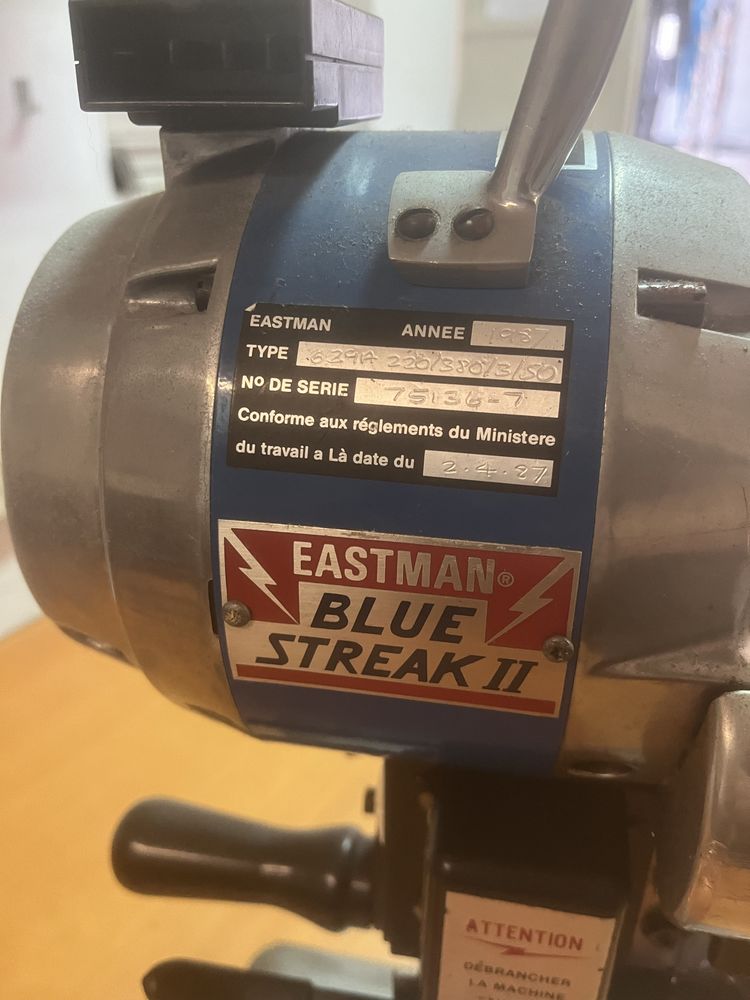 EASTMAN ANNEE 1987
TYPE 629A 220/380/3/50
Nº DE SERIE 75136-7
Conforme aux réglements du Ministere
du travail a Là date du 2.4.87
EASTMAN®
BLUE
STREAK II
ATTENTION
DÉBRANCHER
LA MACHINE